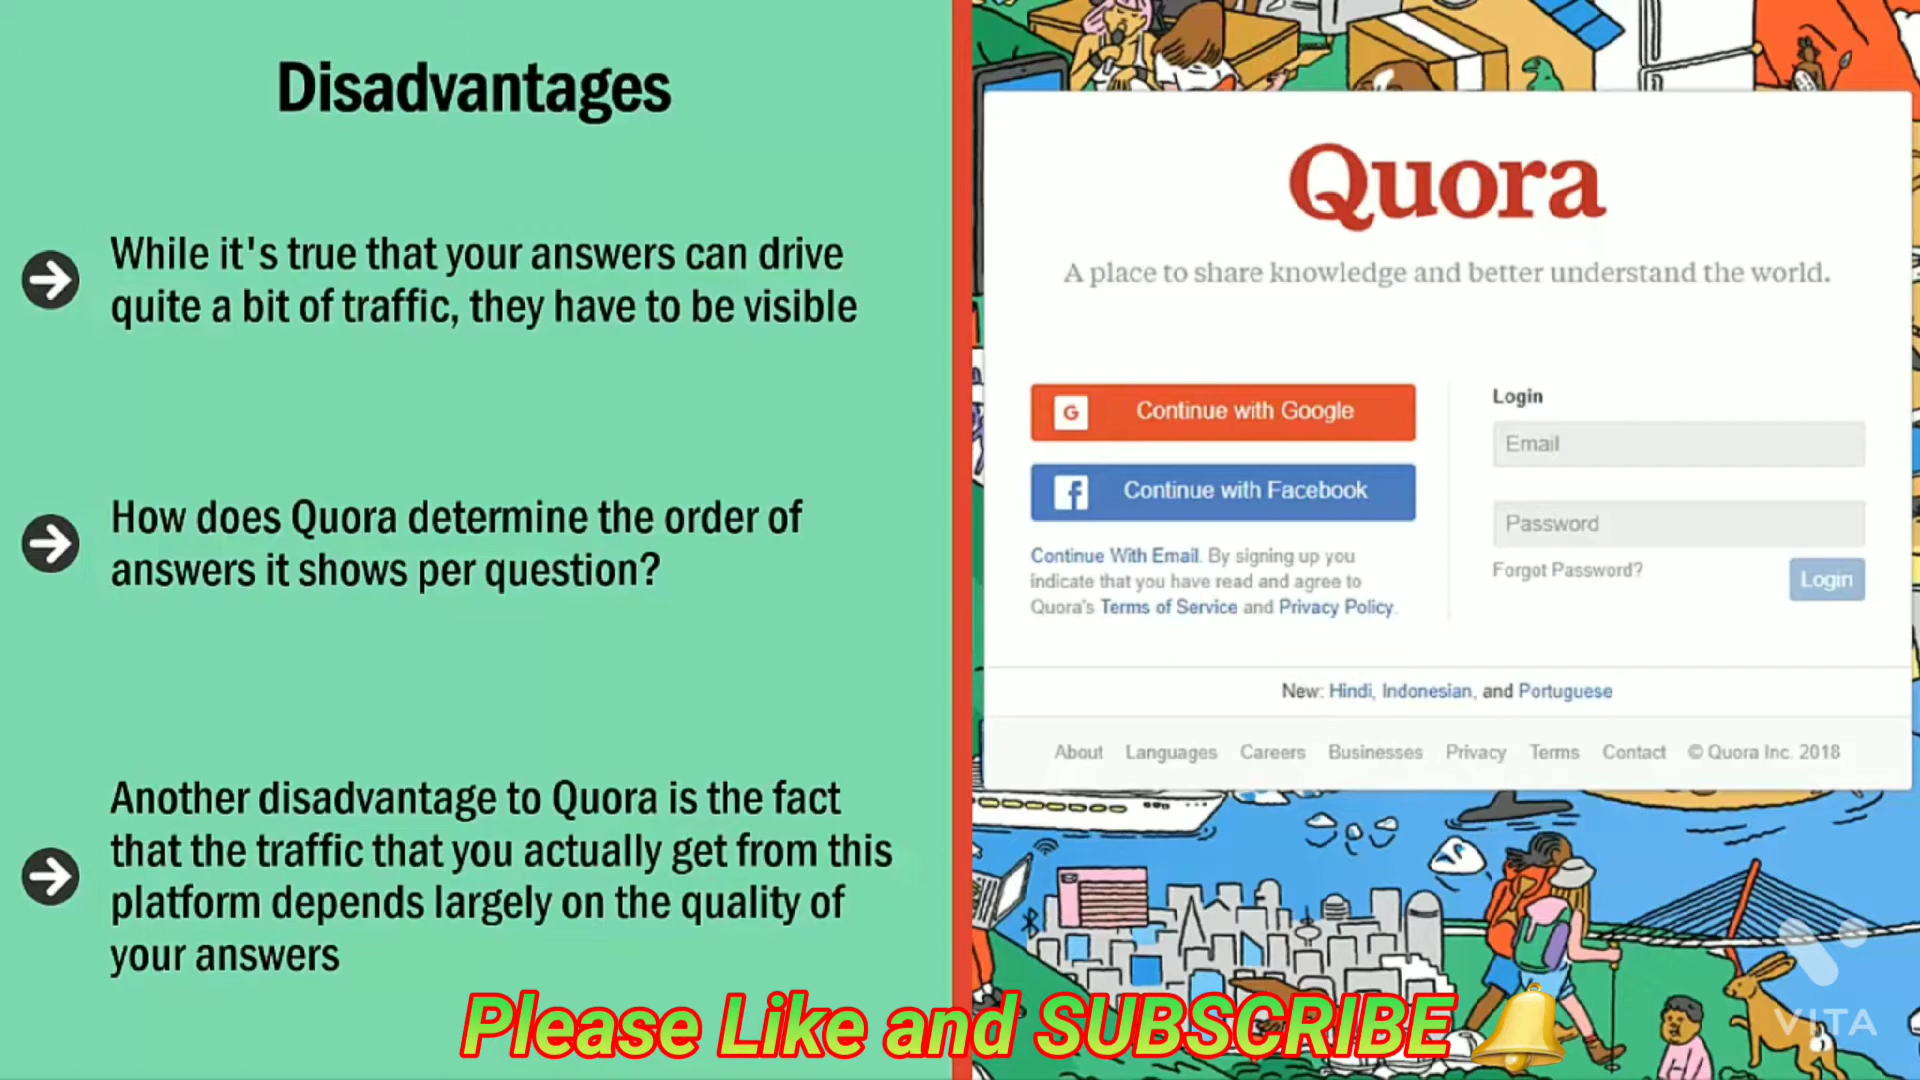 Disadvantages
While it's true that your answers can drive
quite a bit of traffic, they have to be visible
How does Quora determine the order of
answers it shows per question?
Another disadvantage to Quora is the fact
that the traffic that you actually get from this
platform depends largely on the quality of
your answers
Quora
A place to share knowledge and better understand the world.
G Continue with Google
f Continue with Facebook
Continue With Email. By signing up you
indicate that you have read and agree to
Quora's Terms of Service and Privacy Policy.
Login
Email
Password
Forgot Password?
Login
New: Hindi, Indonesian, and Portuguese
About Languages Careers Businesses Privacy Terms Contact © Quora Inc. 2018
Please Like and SUBSCRIBE
VITA